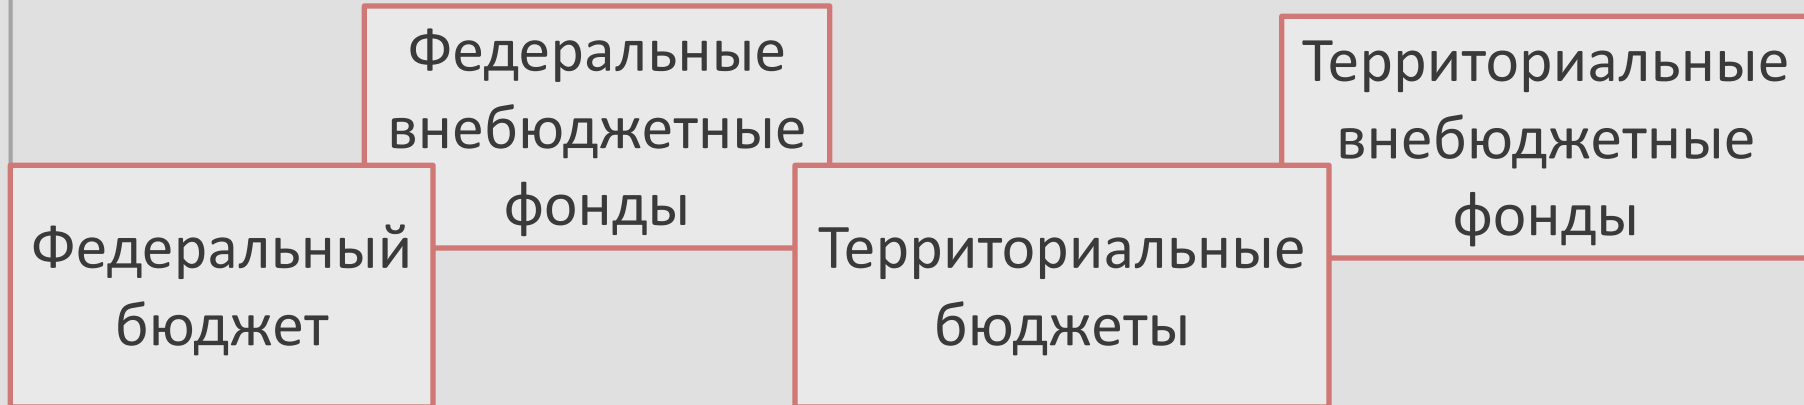 Федеральный
бюджет
Федеральные
внебюджетные
фонды
Территориальные
бюджеты
Территориальные
внебюджетные
фонды